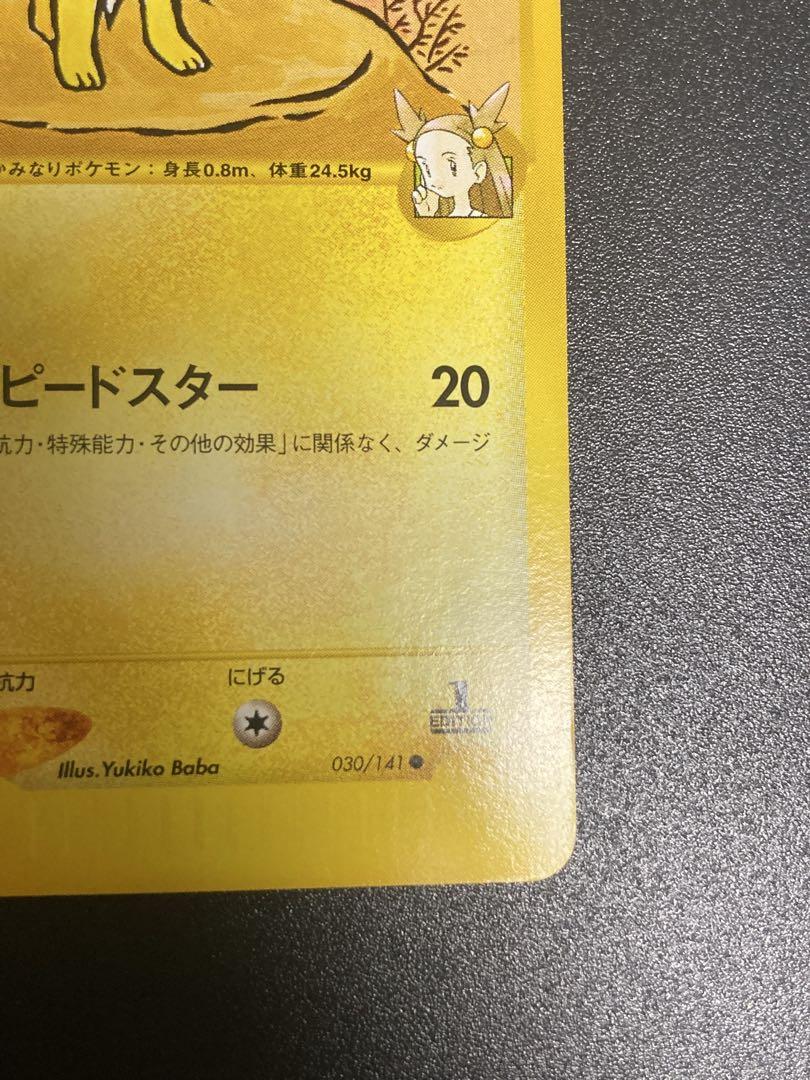 みなりポケモン：身長0.8m、体重24.5kg
ピードスター 20
抗力・特殊能力・その他の効果」に関係なく、ダメージ
抗力 にげる
1
EDITION
Illus.Yukiko Baba 030/141●